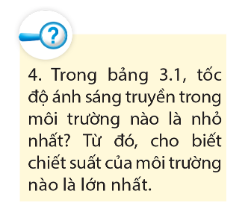 4. Trong bảng 3.1, tốc
độ ánh sáng truyền trong
môi trường nào là nhỏ
nhất? Từ đó, cho biết
chiết suất của môi trường
nào là lớn nhất.